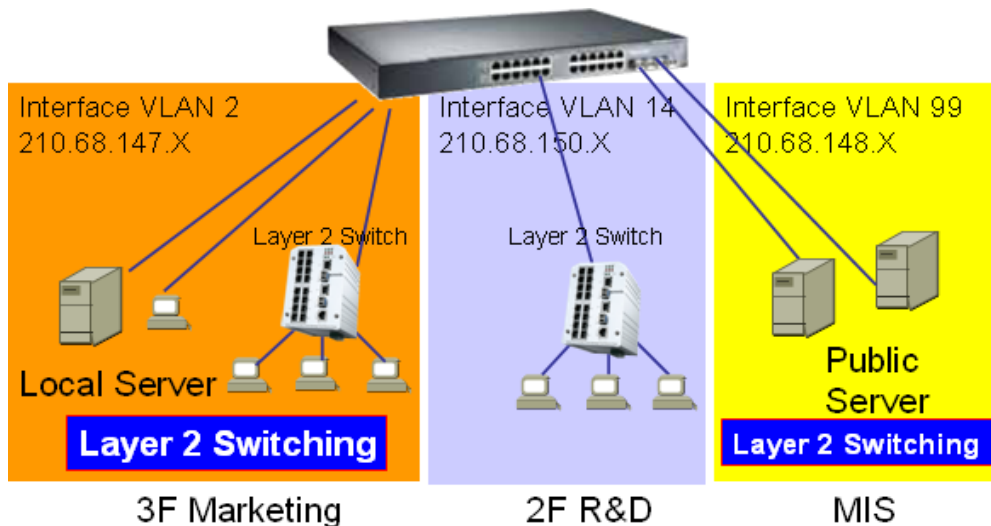 Interface VLAN 2
210.68.147.X
Interface VLAN 14
210.68.150.X
Interface VLAN 99
210.68.148.X
Layer 2 Switch
Layer 2 Switch
Local Server
Public
Server
Layer 2 Switching
Layer 2 Switching
3F Marketing
2F R&D
MIS